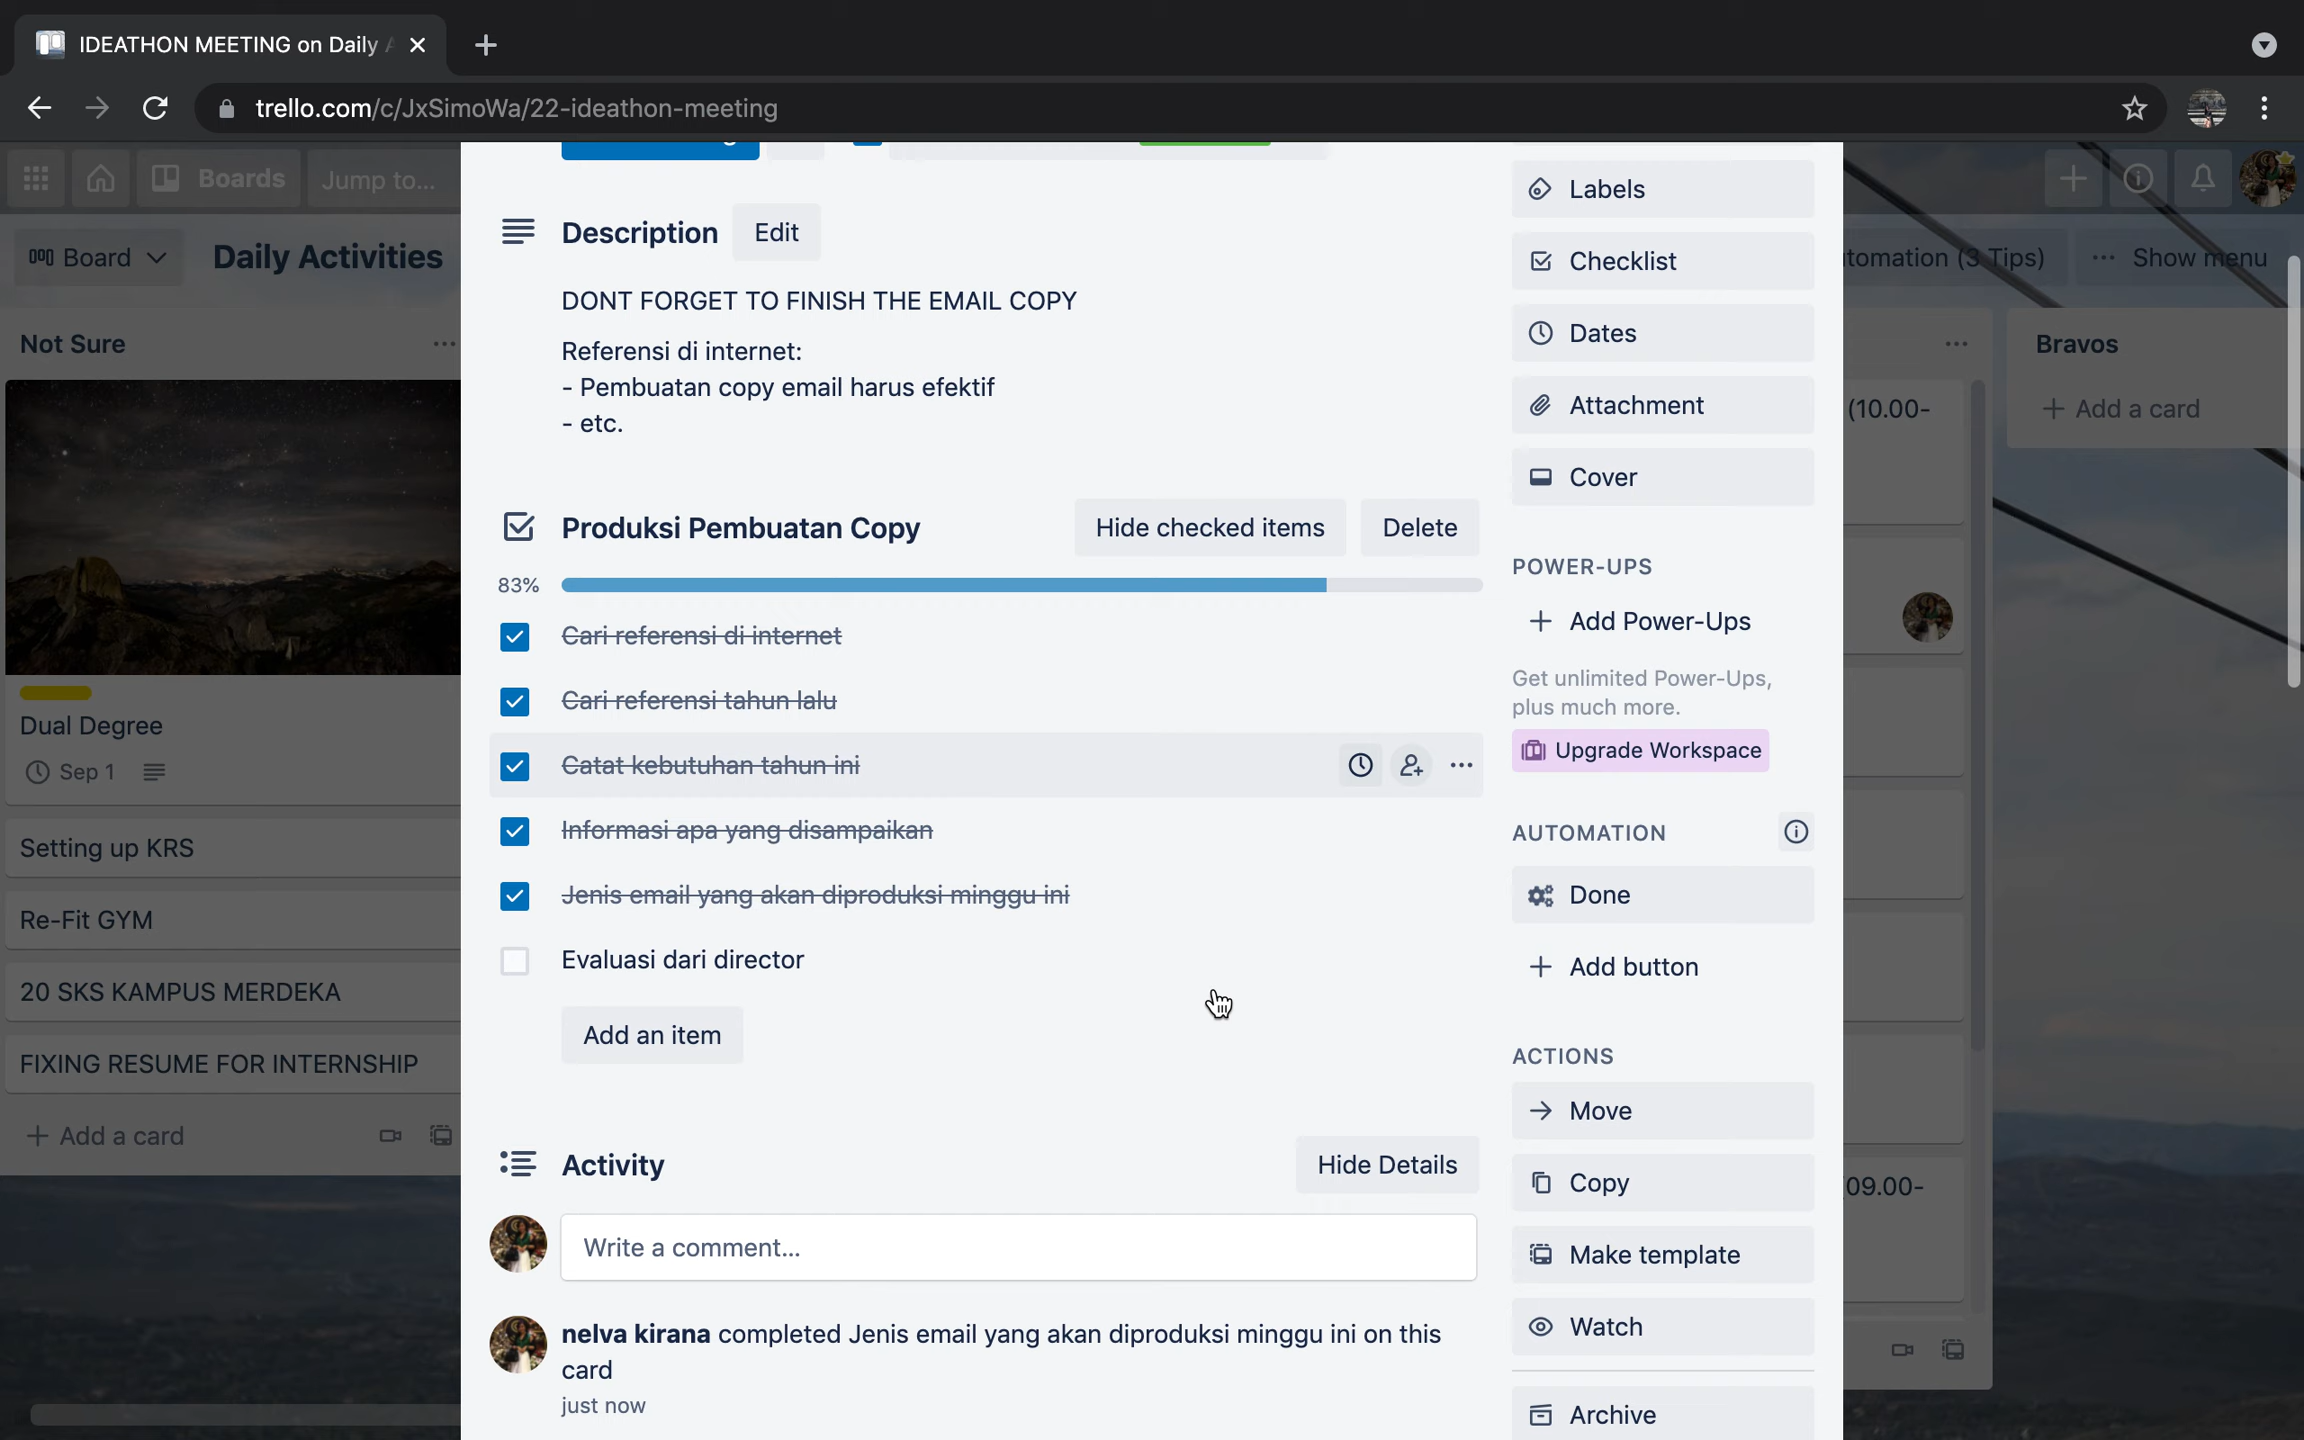 IDEATHON MEETING on Daily
trello.com/c/JxSimoWa/22-ideathon-meeting
Boards
Jump to...
Board
Daily Activities
tomation (3 Tips)
Show menu
Not Sure
Dual Degree
Sep 1
Setting up KRS
Re-Fit GYM
20 SKS KAMPUS MERDEKA
FIXING RESUME FOR INTERNSHIP
Add a card
Description
Edit
DONT FORGET TO FINISH THE EMAIL COPY
Referensi di internet:
- Pembuatan copy email harus efektif
- etc.
Produksi Pembuatan Copy
Hide checked items
Delete
83%
Cari referensi di internet
Cari referensi tahun lalu
Catat kebutuhan tahun ini
Informasi apa yang disampaikan
Jenis email yang akan diproduksi minggu ini
Evaluasi dari director
Add an item
Activity
Hide Details
Write a comment...
nelva kirana completed Jenis email yang akan diproduksi minggu ini on this
card
just now
Labels
Checklist
Dates
Attachment
Cover
POWER-UPS
Add Power-Ups
Get unlimited Power-Ups,
plus much more.
Upgrade Workspace
AUTOMATION
Done
Add button
ACTIONS
Move
Copy
Make template
Watch
Archive
(10.00-
09.00-
Bravos
Add a card